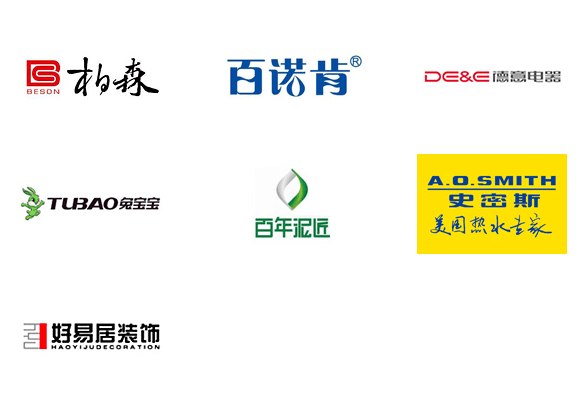 BESON
柏森
百诺肯®
DE&E 德意电器
TUBAO 兔宝宝
百年泥匠
A.O.SMITH
史密斯
美国热水专家
好易居装饰
HAOYIJUDECORATION